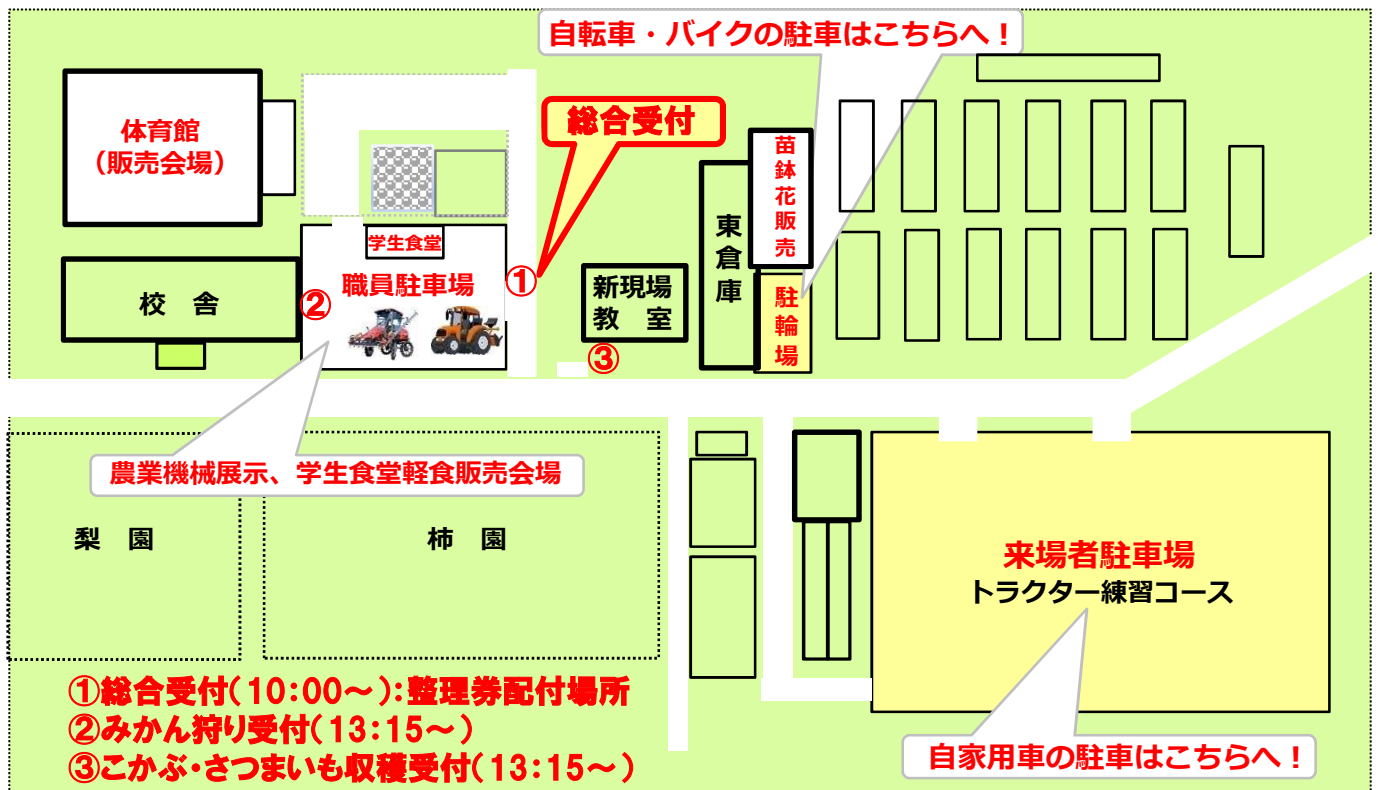 自転車・バイクの駐車はこちらへ！
体育館
（販売会場）
総合受付
苗鉢花販売
東倉庫
学生食堂
職員駐車場
①
②
校　舎
新現場
教　室
駐輪場
③
農業機械展示、学生食堂軽食販売会場
梨　園
柿　園
来場者駐車場
トラクター練習コース
①総合受付(10:00～):整理券配付場所
②みかん狩り受付(13:15～)
③こかぶ・さつまいも収穫受付(13:15～)
自家用車の駐車はこちらへ！